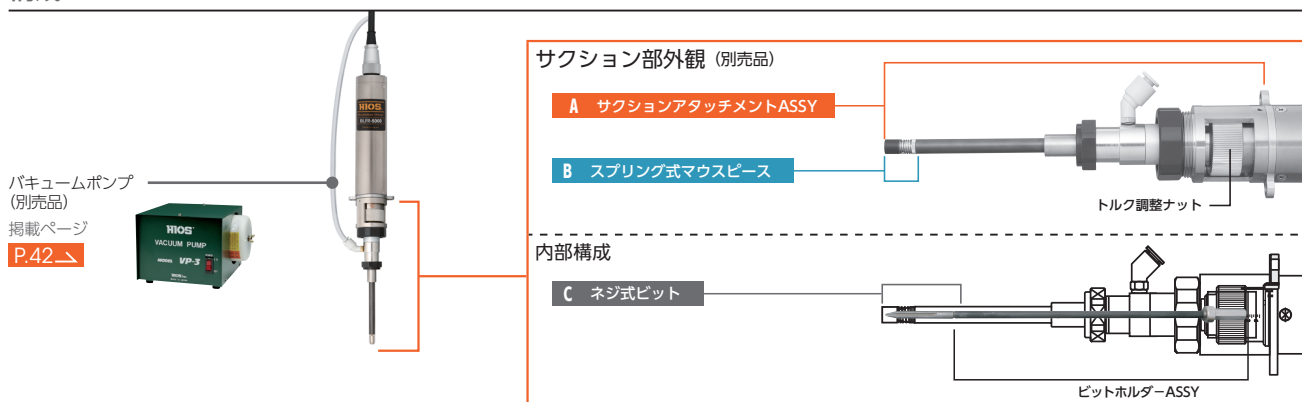 バキュームポンプ
(別売品)
掲載ページ
P.42
HIOS
HIOS
VACUUM PUMP
MODEL VP-3
サクション部外観 (別売品)
A サクションアタッチメントASSY
B スプリング式マウスピース
トルク調整ナット
内部構成
C ネジ式ビット
ビットホルダーASSY